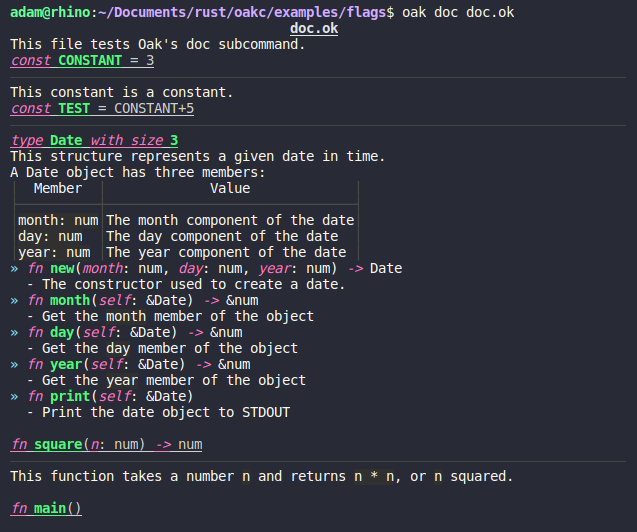 adam@rhino:~/Documents/rust/oakc/examples/flags$ oak doc doc.ok
doc.ok
This file tests Oak's doc subcommand.
const CONSTANT = 3
This constant is a constant.
const TEST = CONSTANT+5
type Date with size 3
This structure represents a given date in time.
A Date object has three members:
Member Value
month: num The month component of the date
day: num The day component of the date
year: num The year component of the date
» fn new(month: num, day: num, year: num) -> Date
- The constructor used to create a date.
» fn month(self: &Date) -> &num
- Get the month member of the object
» fn day(self: &Date) -> &num
- Get the day member of the object
» fn year(self: &Date) -> &num
- Get the year member of the object
» fn print(self: &Date)
- Print the date object to STDOUT
fn square(n: num) -> num
This function takes a number n and returns n * n, or n squared.
fn main()